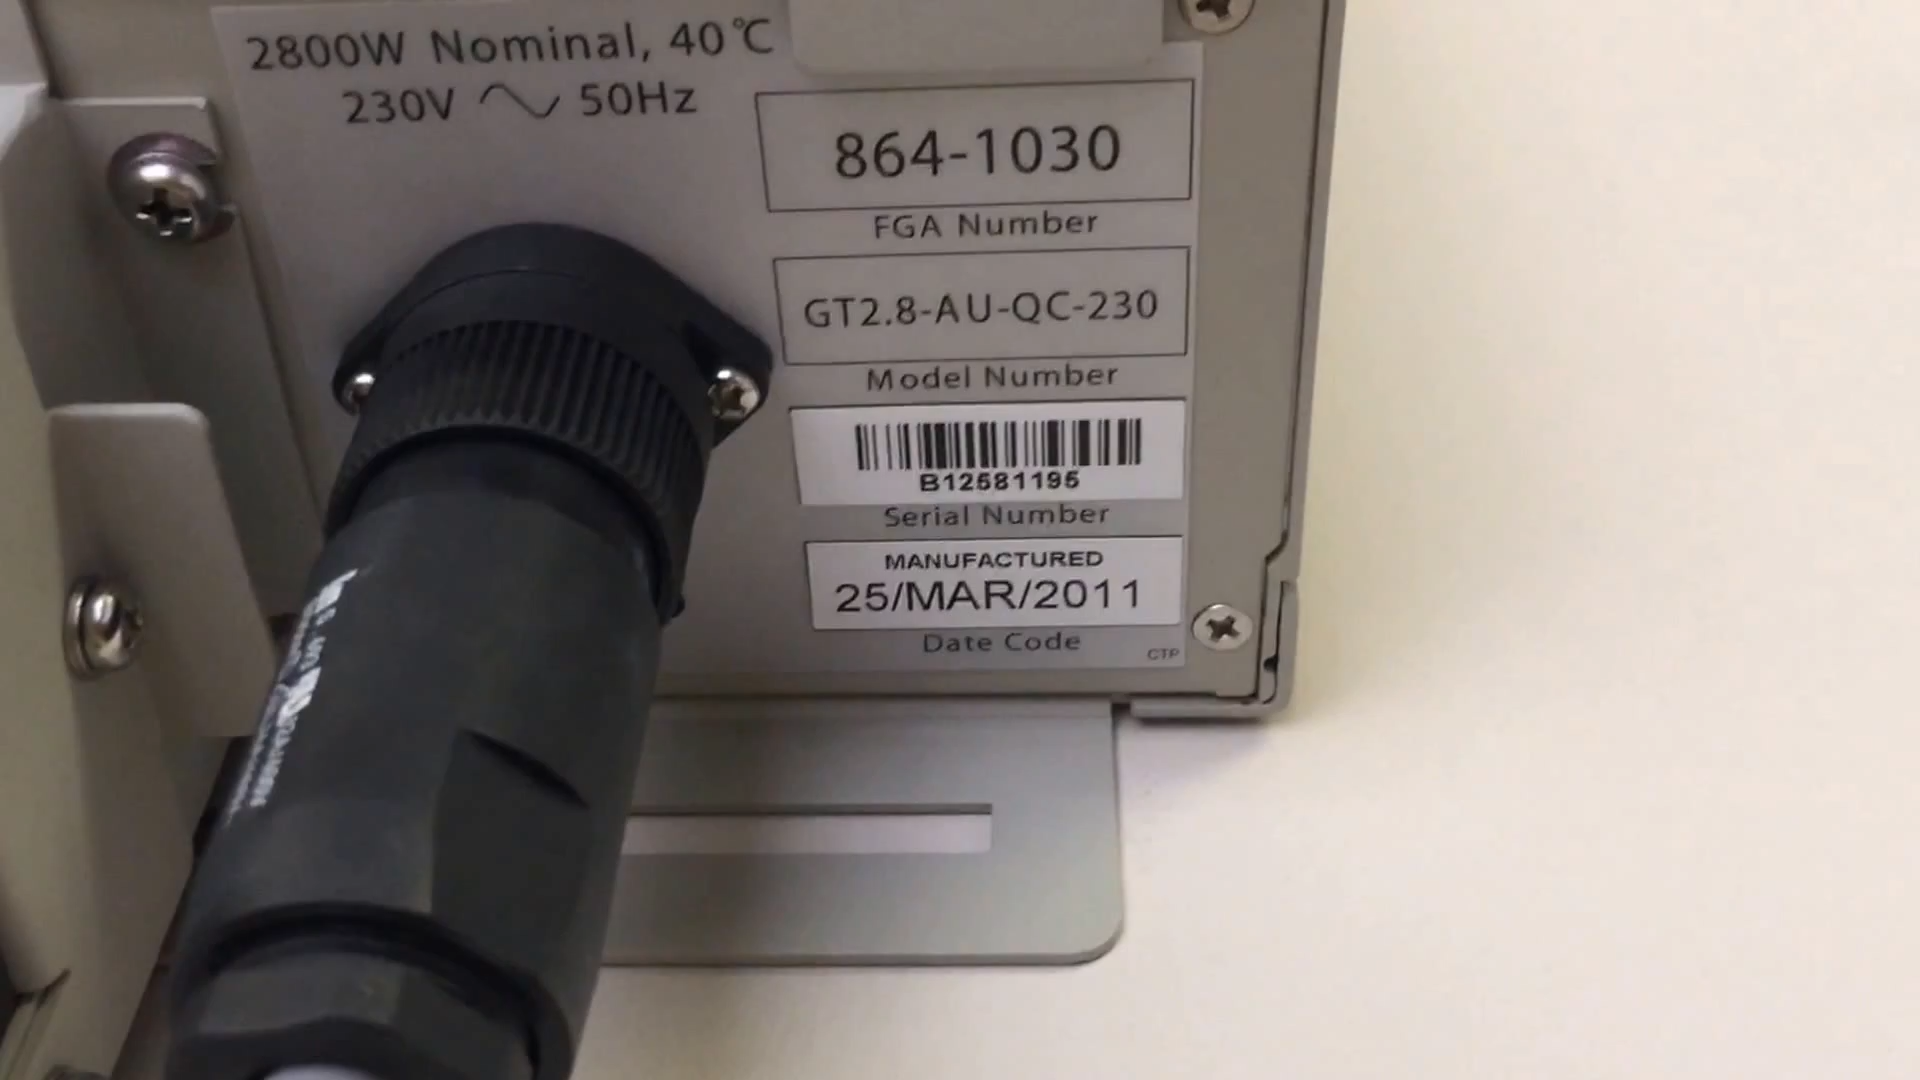 2800W Nominal, 40°C
230V ~ 50Hz
864-1030
FGA Number
GT2.8-AU-QC-230
Model Number
B12581195
Serial Number
MANUFACTURED
25/MAR/2011
Date Code
CTP